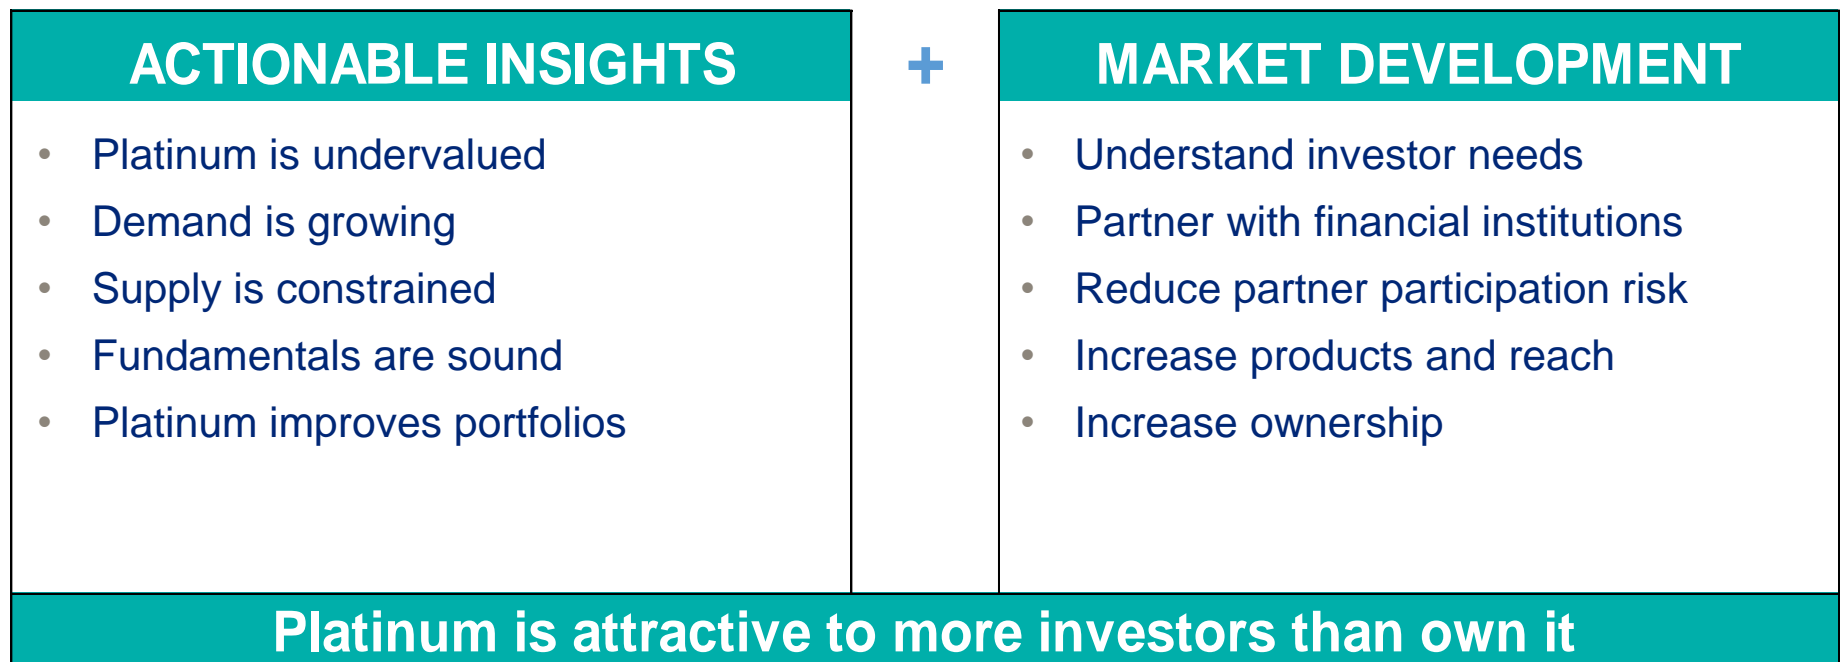 ACTIONABLE INSIGHTS
• Platinum is undervalued
• Demand is growing
• Supply is constrained
• Fundamentals are sound
• Platinum improves portfolios
+
MARKET DEVELOPMENT
• Understand investor needs
• Partner with financial institutions
• Reduce partner participation risk
• Increase products and reach
• Increase ownership
Platinum is attractive to more investors than own it